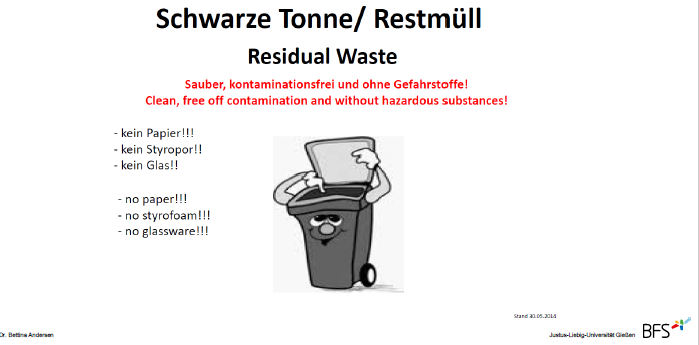 Schwarze Tonne/ Restmüll
Residual Waste
Sauber, kontaminationsfrei und ohne Gefahrstoffe!
Clean, free off contamination and without hazardous substances!
- kein Papier!!!
- kein Styropor!!
- kein Glas!!
- no paper!!!
- no styrofoam!!!
- no glassware!!!
Stand 30.05.2014
Dr. Bettina Andersen
Justus-Liebig-Universität Gießen
BFS